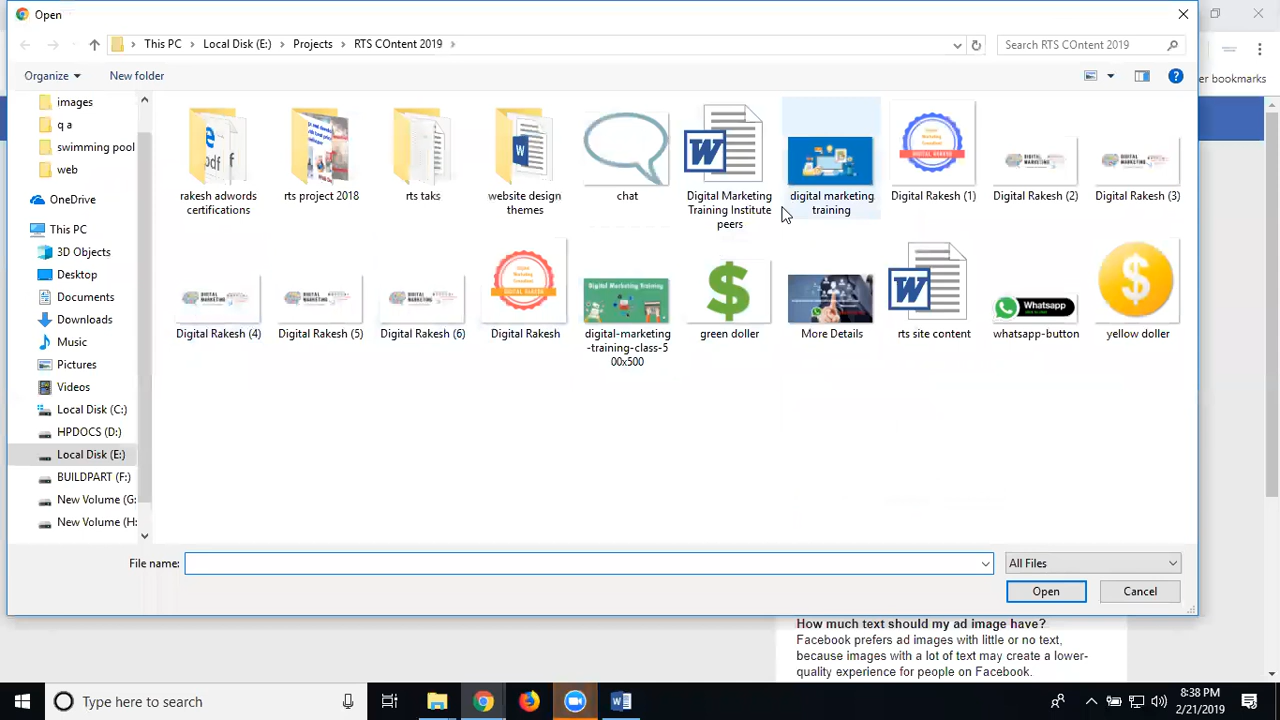 Open
This PC
Local Disk (E:)
Projects
RTS COntent 2019
Search RTS COntent 2019
Organize
New folder
er bookmarks
images
q a
swimming pool
web
OneDrive
This PC
3D Objects
Desktop
Documents
Downloads
Music
Pictures
Videos
Local Disk (C:)
HPDOCS (D:)
Local Disk (E:)
BUILDPART (F:)
New Volume (G:
New Volume (H:
rakesh adwords
certifications
rts project 2018
rts taks
website design
themes
chat
Digital Marketing
Training Institute
peers
digital marketing
training
Digital Rakesh (1)
Digital Rakesh (2)
Digital Rakesh (3)
Digital Rakesh (4)
Digital Rakesh (5)
Digital Rakesh (6)
Digital Rakesh
Digital Marketing Training
digital-marketing
-training-class-5
00x500
green doller
More Details
rts site content
Whatsapp
whatsapp-button
yellow doller
File name:
All Files
Open
Cancel
How much text should my ad image have?
Facebook prefers ad images with little or no text,
because images with a lot of text may create a lower-
quality experience for people on Facebook.
Type here to search
8:38 PM
2/21/2019